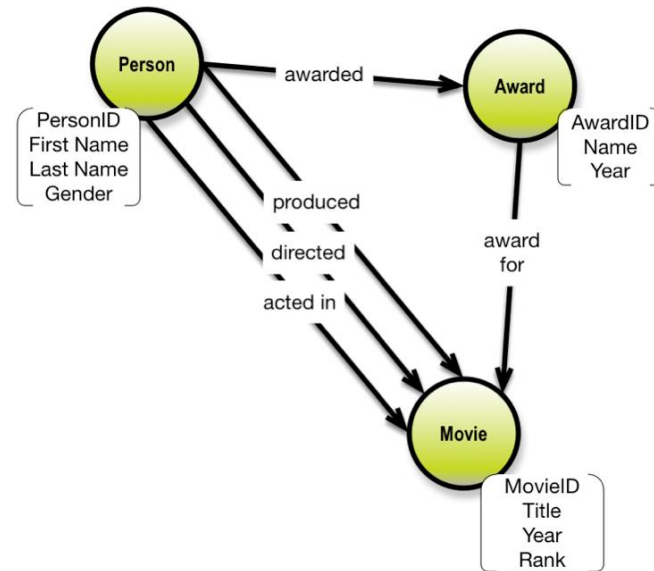 Person
awarded
Award
PersonID
First Name
Last Name
Gender
AwardID
Name
Year
produced
directed
acted in
award
for
Movie
MovieID
Title
Year
Rank